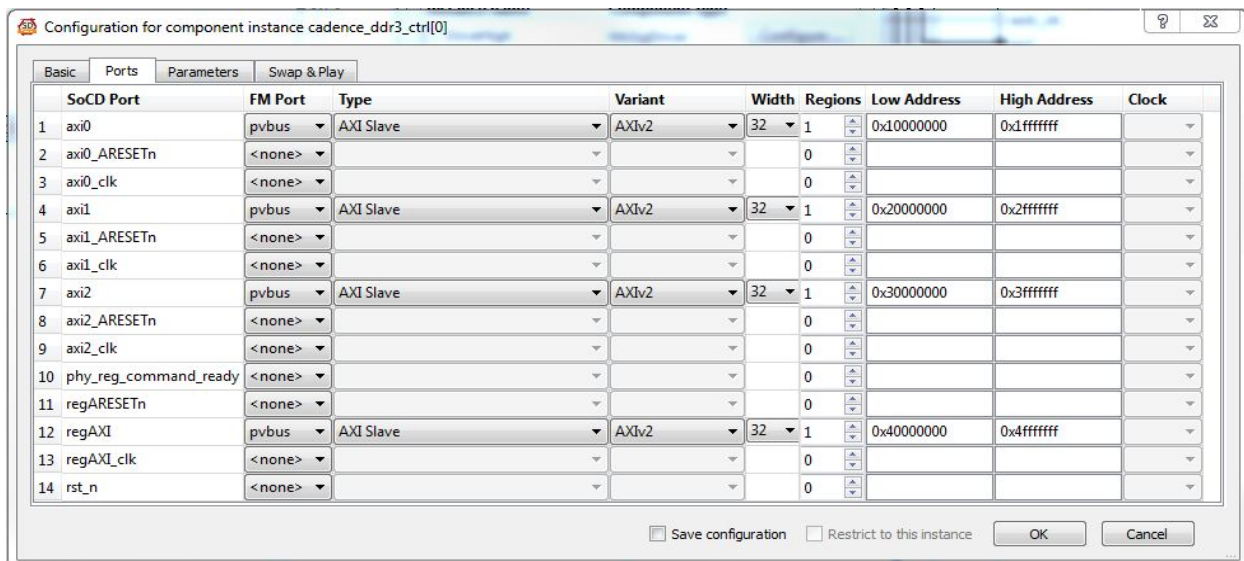 Configuration for component instance cadence_ddr3_ctrl[0]
Basic Ports Parameters Swap & Play
SoCD Port FM Port Type Variant Width Regions Low Address High Address Clock
1 axi0 pvbus AXI Slave AXIv2 32 1 0x10000000 0x1fffffff
2 axi0_ARESETn <none> 0
3 axi0_clk <none> 0
4 axi1 pvbus AXI Slave AXIv2 32 1 0x20000000 0x2fffffff
5 axi1_ARESETn <none> 0
6 axi1_clk <none> 0
7 axi2 pvbus AXI Slave AXIv2 32 1 0x30000000 0x3fffffff
8 axi2_ARESETn <none> 0
9 axi2_clk <none> 0
10 phy_reg_command_ready <none> 0
11 regARESETn <none> 0
12 regAXI pvbus AXI Slave AXIv2 32 1 0x40000000 0x4fffffff
13 regAXI_clk <none> 0
14 rst_n <none> 0
Save configuration Restrict to this instance OK Cancel